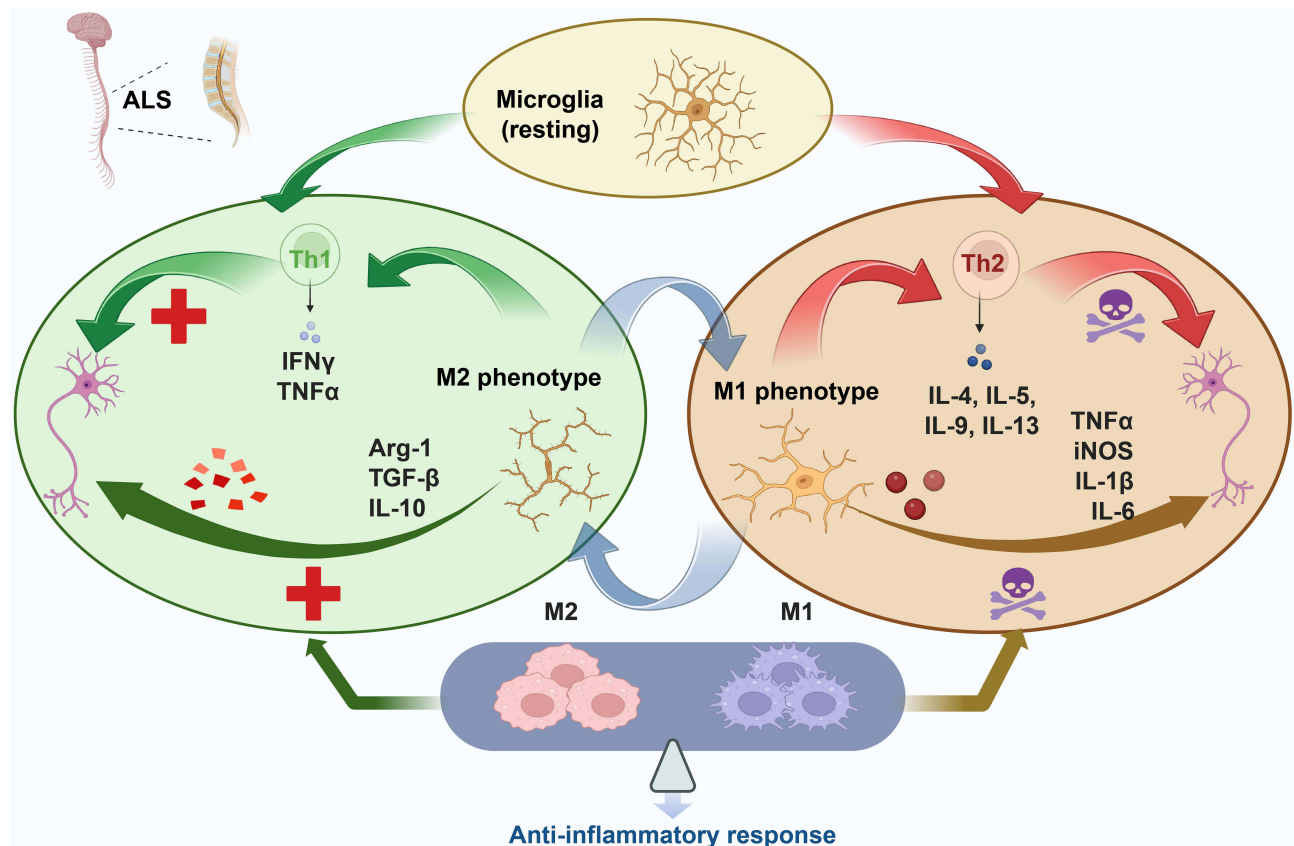 ALS
Microglia
(resting)
Th1
IFNγ
TNFα
M2 phenotype
Arg-1
TGF-β
IL-10
Th2
M1 phenotype
IL-4, IL-5,
IL-9, IL-13
TNFα
iNOS
IL-1β
IL-6
M2
M1
Anti-inflammatory response